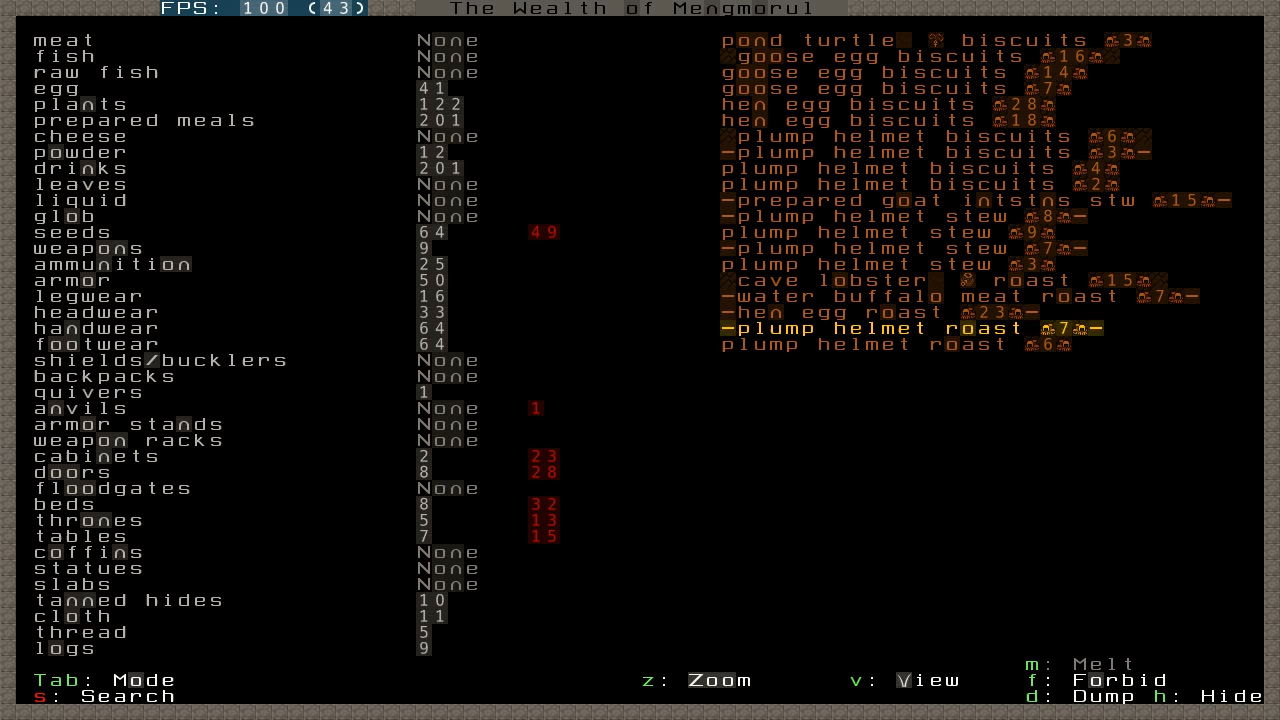 FPS: 100 (43) The Wealth of Mengmorul
meat None pond turtle biscuits 3
fish None goose egg biscuits 16
raw fish None goose egg biscuits 14
egg 41 goose egg biscuits 7
plants 122 hen egg biscuits 28
prepared meals 201 hen egg biscuits 18
cheese None plump helmet biscuits 6
powder 12 -plump helmet biscuits 3-
drinks 201 plump helmet biscuits 4
leaves None plump helmet biscuits 2
liquid None -prepared goat intstns stw 15-
glob None -plump helmet stew 8-
seeds 64 49 plump helmet stew 9
weapons 9 -plump helmet stew 7-
ammunition 25 plump helmet stew 3
armor 50 cave lobster roast 15
legwear 16 -water buffalo meat roast 7-
headwear 33 -hen egg roast 23-
handwear 64 -plump helmet roast 7-
footwear 64 plump helmet roast 6
shields/bucklers None
backpacks None
quivers 1
anvils None 1
armor stands None
weapon racks None
cabinets 2 23
doors 8 28
floodgates None
beds 8 32
thrones 5 13
tables 7 15
coffins None
statues None
slabs None
tanned hides 10
cloth 11
thread 5
logs 9
m: Melt
Tab: Mode z: Zoom v: View f: Forbid
s: Search d: Dump h: Hide